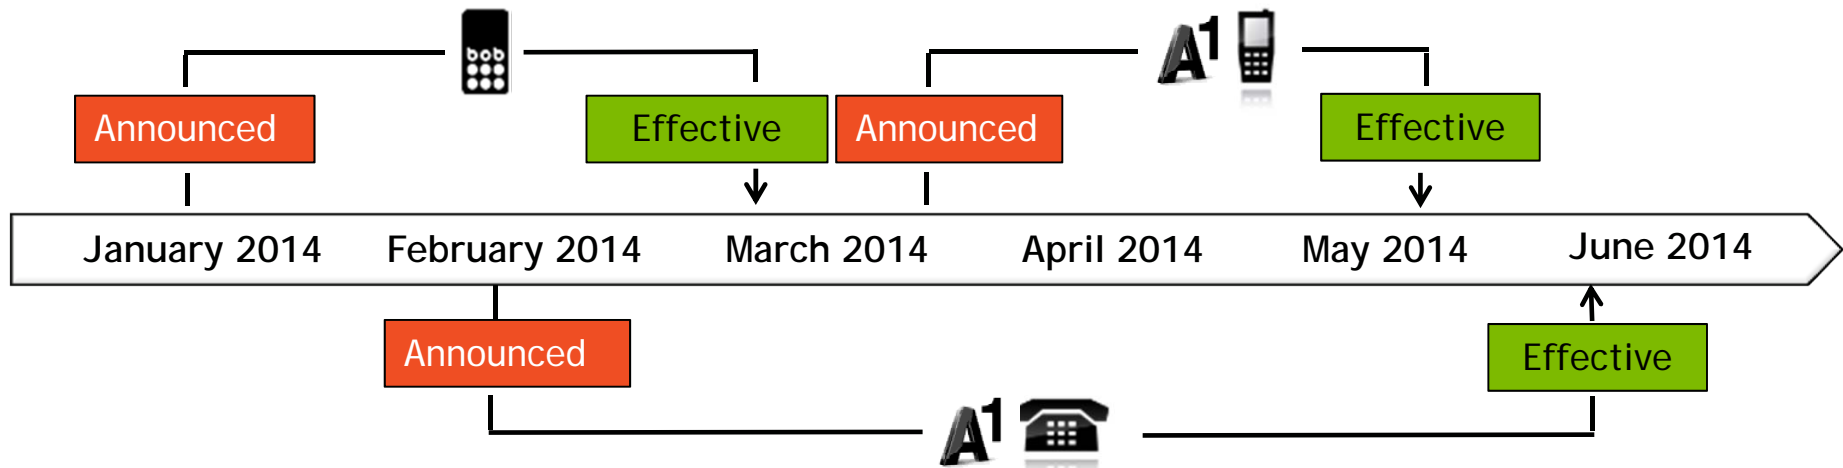 bob
A1
Announced
Effective
Announced
Effective
January 2014
February 2014
March 2014
April 2014
May 2014
June 2014
Announced
Effective
A1